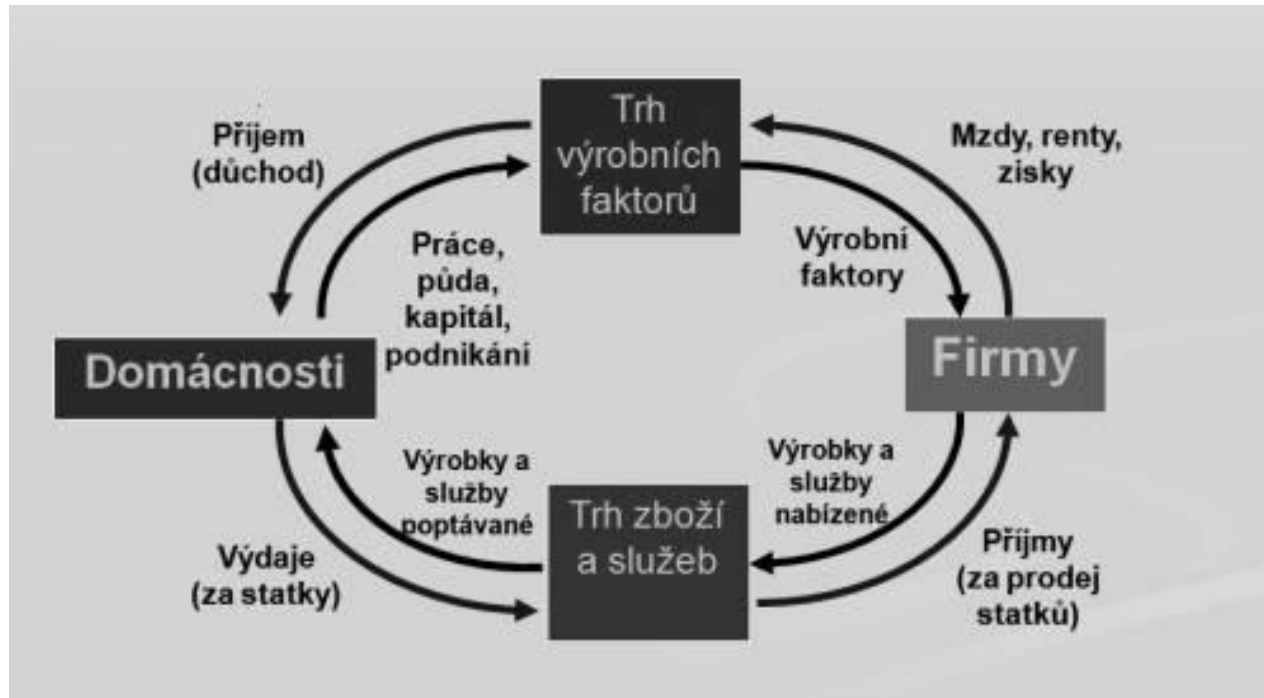 Trh
výrobních
faktorů
Příjem
(důchod)
Mzdy, renty,
zisky
Práce,
půda,
kapitál,
podnikání
Výrobní
faktory
Domácnosti
Firmy
Výrobky a
služby
poptávané
Výrobky a
služby
nabízené
Trh zboží
a služeb
Výdaje
(za statky)
Příjmy
(za prodej
statků)